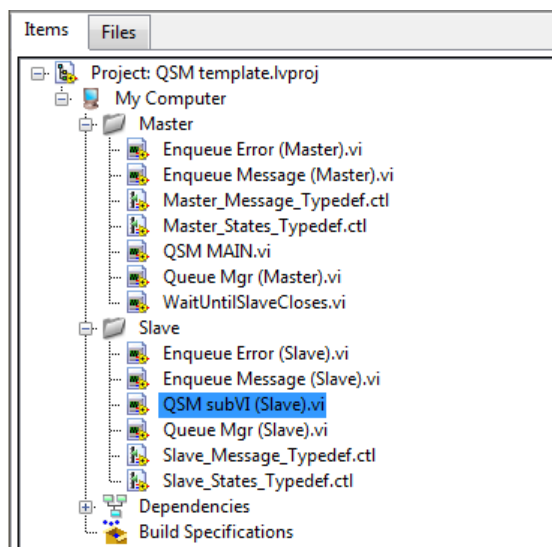 Items Files
Project: QSM template.lvproj
My Computer
Master
Enqueue Error (Master).vi
Enqueue Message (Master).vi
Master_Message_Typedef.ctl
Master_States_Typedef.ctl
QSM MAIN.vi
Queue Mgr (Master).vi
WaitUntilSlaveCloses.vi
Slave
Enqueue Error (Slave).vi
Enqueue Message (Slave).vi
QSM subVI (Slave).vi
Queue Mgr (Slave).vi
Slave_Message_Typedef.ctl
Slave_States_Typedef.ctl
Dependencies
Build Specifications